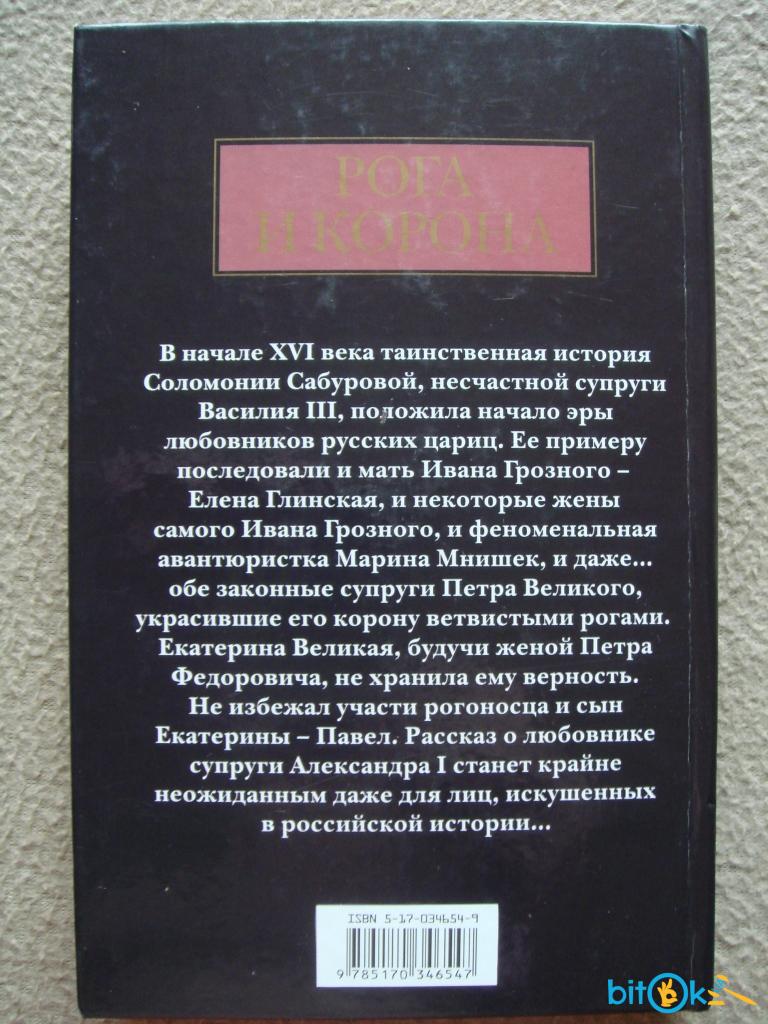 РОГА
И КОРОНА
В начале XVI века таинственная история
Соломонии Сабуровой, несчастной супруги
Василия III, положила начало эры
любовников русских цариц. Ее примеру
последовали и мать Ивана Грозного –
Елена Глинская, и некоторые жены
самого Ивана Грозного, и феноменальная
авантюристка Марина Мнишек, и даже...
обе законные супруги Петра Великого,
украсившие его корону ветвистыми рогами.
Екатерина Великая, будучи женой Петра
Федоровича, не хранила ему верность.
Не избежал участи рогоносца и сын
Екатерины – Павел. Рассказ о любовнике
супруги Александра I станет крайне
неожиданным даже для лиц, искушенных
в российской истории...
ISBN 5-17-034654-9
9 785170 346547
bitok